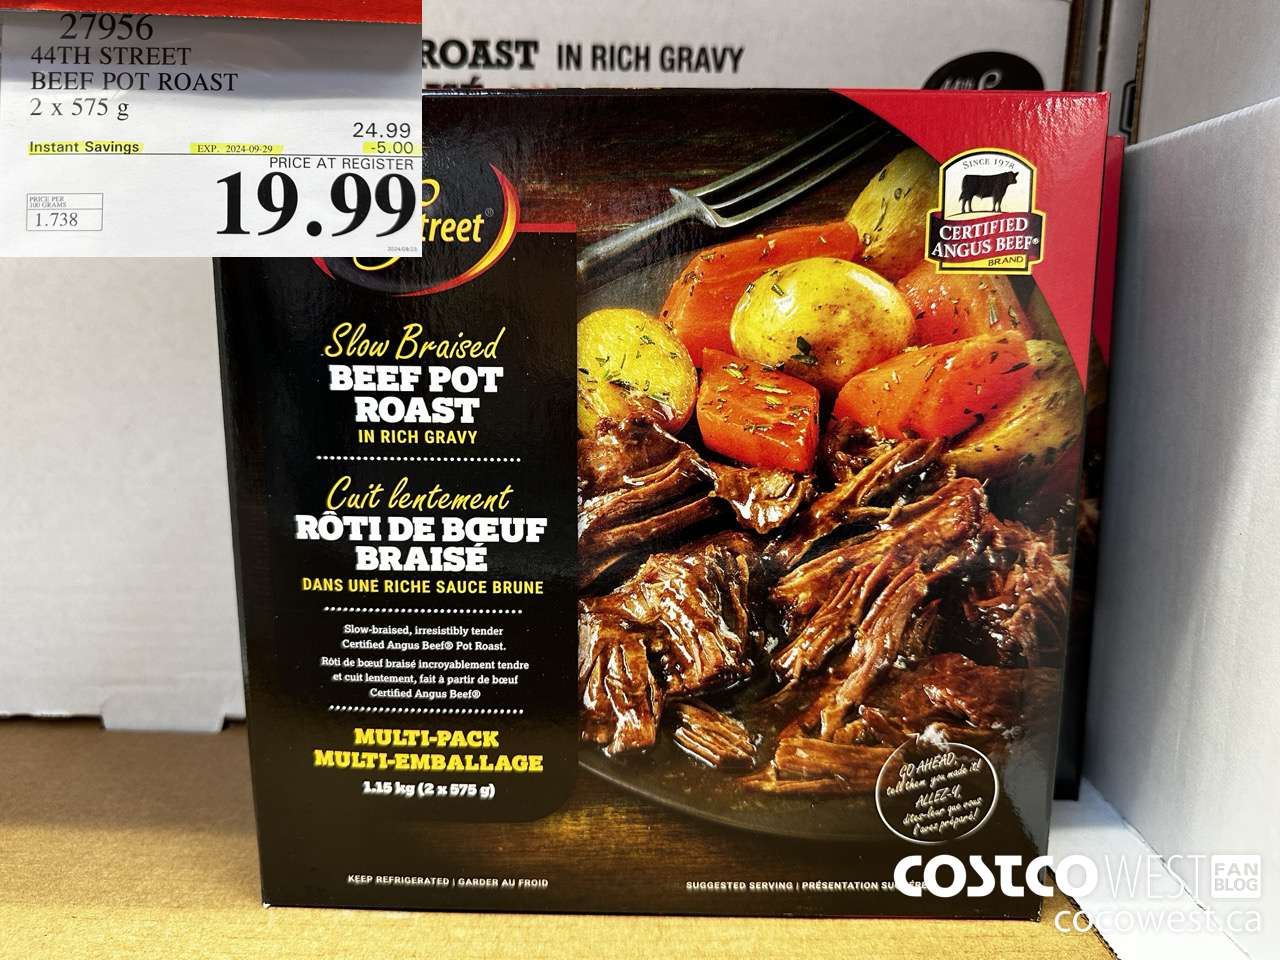 27956
44TH STREET
BEEF POT ROAST
2 x 575 g
24.99
Instant Savings EXP. 2024-09-29 -5.00
PRICE AT REGISTER
19.99
PRICE PER
100 GRAMS
1.738
2024/08/25
ROAST IN RICH GRAVY
SINCE 1978
CERTIFIED
ANGUS BEEF®
BRAND
treet®
Slow Braised
BEEF POT
ROAST
IN RICH GRAVY
Cuit lentement
RÔTI DE BŒUF
BRAISÉ
DANS UNE RICHE SAUCE BRUNE
Slow-braised, irresistibly tender
Certified Angus Beef® Pot Roast.
Rôti de bœuf braisé incroyablement tendre
et cuit lentement, fait à partir de bœuf
Certified Angus Beef®
MULTI-PACK
MULTI-EMBALLAGE
1.15 kg (2 x 575 g)
GO AHEAD,
tell them you made it!
ALLEZ-Y,
dites-leur que vous
l'avez préparé!
KEEP REFRIGERATED | GARDER AU FROID
SUGGESTED SERVING | PRÉSENTATION
COSTCO WEST FAN BLOG
cocowest.ca